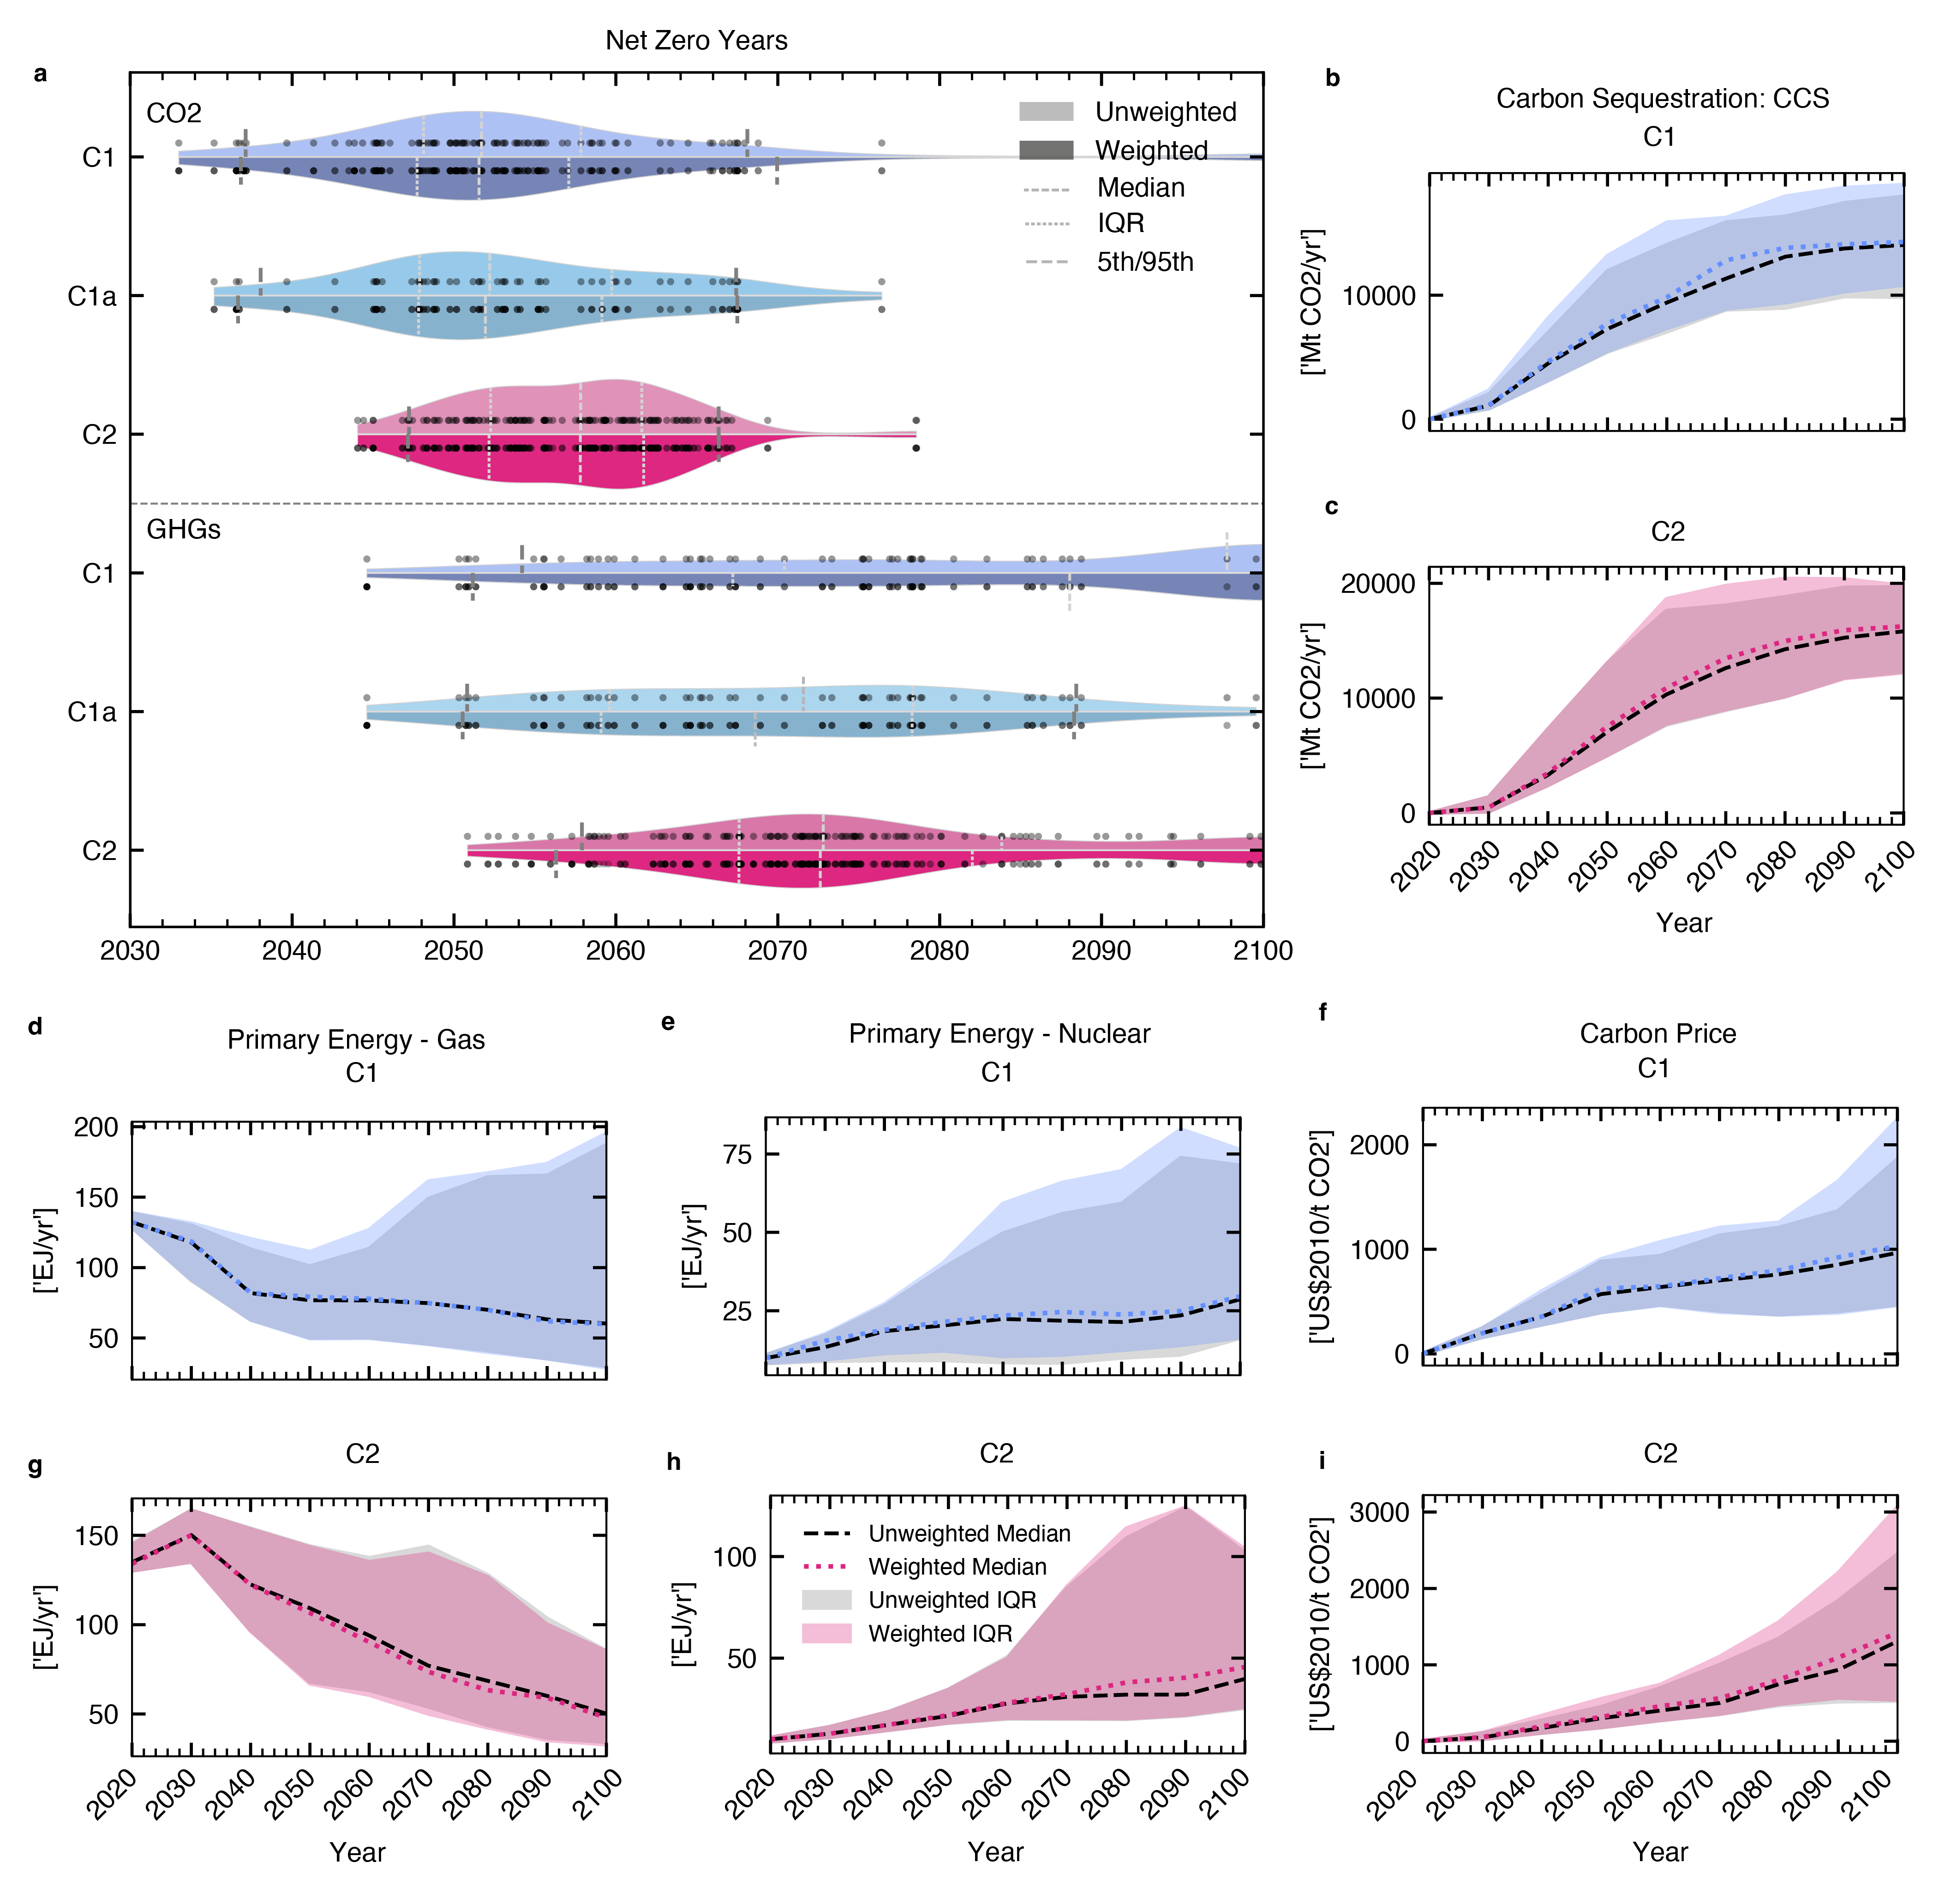 Net Zero Years
a
CO2
Unweighted
Weighted
Median
IQR
5th/95th
C1
C1a
C2
GHGs
C1
C1a
C2
2030 2040 2050 2060 2070 2080 2090 2100
b
Carbon Sequestration: CCS
C1
['Mt CO2/yr']
10000
0
c
C2
['Mt CO2/yr']
20000
10000
0
2020 2030 2040 2050 2060 2070 2080 2090 2100
Year
d
Primary Energy - Gas
C1
['EJ/yr']
200
150
100
50
e
Primary Energy - Nuclear
C1
['EJ/yr']
75
50
25
f
Carbon Price
C1
['US$2010/t CO2']
2000
1000
0
g
C2
['EJ/yr']
150
100
50
2020 2030 2040 2050 2060 2070 2080 2090 2100
Year
h
C2
['EJ/yr']
100
50
Unweighted Median
Weighted Median
Unweighted IQR
Weighted IQR
2020 2030 2040 2050 2060 2070 2080 2090 2100
Year
i
C2
['US$2010/t CO2']
3000
2000
1000
0
2020 2030 2040 2050 2060 2070 2080 2090 2100
Year